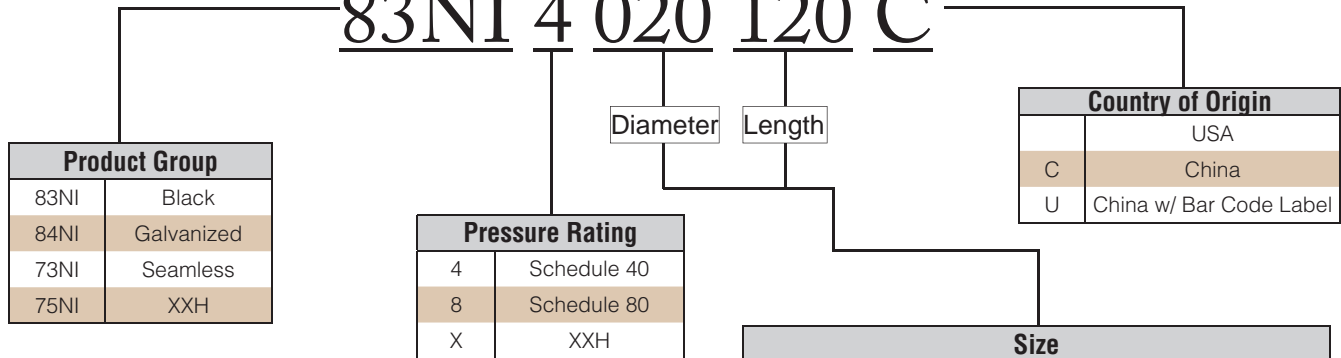 83NI 4 020 120 C
Diameter Length
Country of Origin
USA
C China
U China w/ Bar Code Label
Product Group
83NI Black
84NI Galvanized
73NI Seamless
75NI XXH
Pressure Rating
4 Schedule 40
8 Schedule 80
X XXH
Size